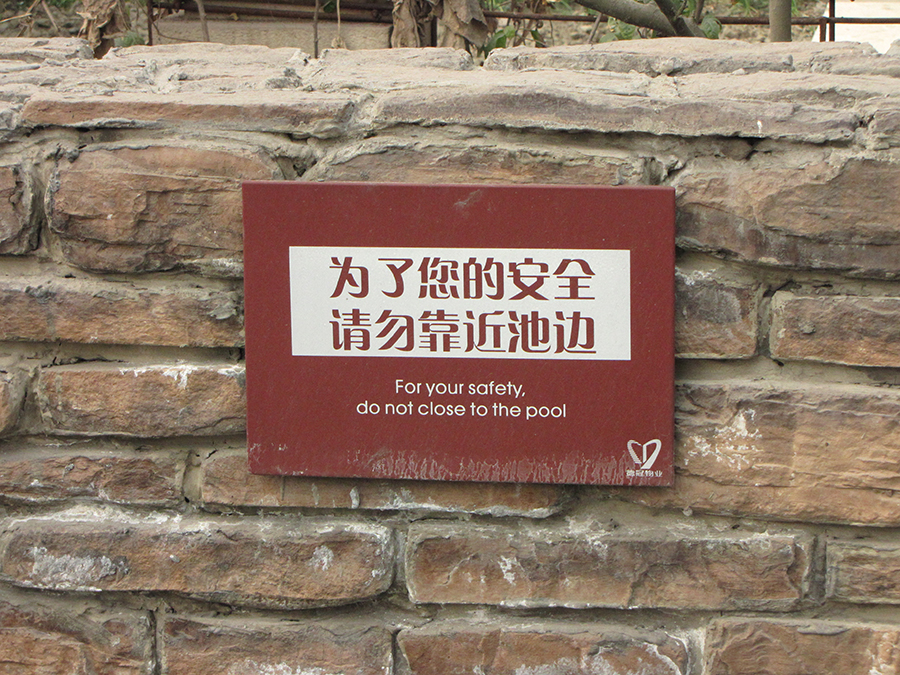 为了您的安全
请勿靠近池边
For your safety,
do not close to the pool